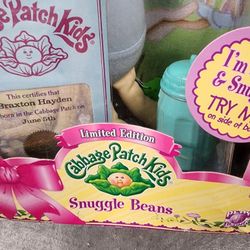 Patch Kids
This certifies that
Braxton Hayden
born in the Cabbage Patch on
June 5th
I'm
& Snu
TRY
on side of
Limited Edition
Cabbage Patch Kids
Snuggle Beans